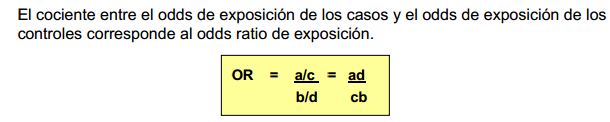 El cociente entre el odds de exposición de los casos y el odds de exposición de los
controles corresponde al odds ratio de exposición.
OR = a/c = ad
b/d cb